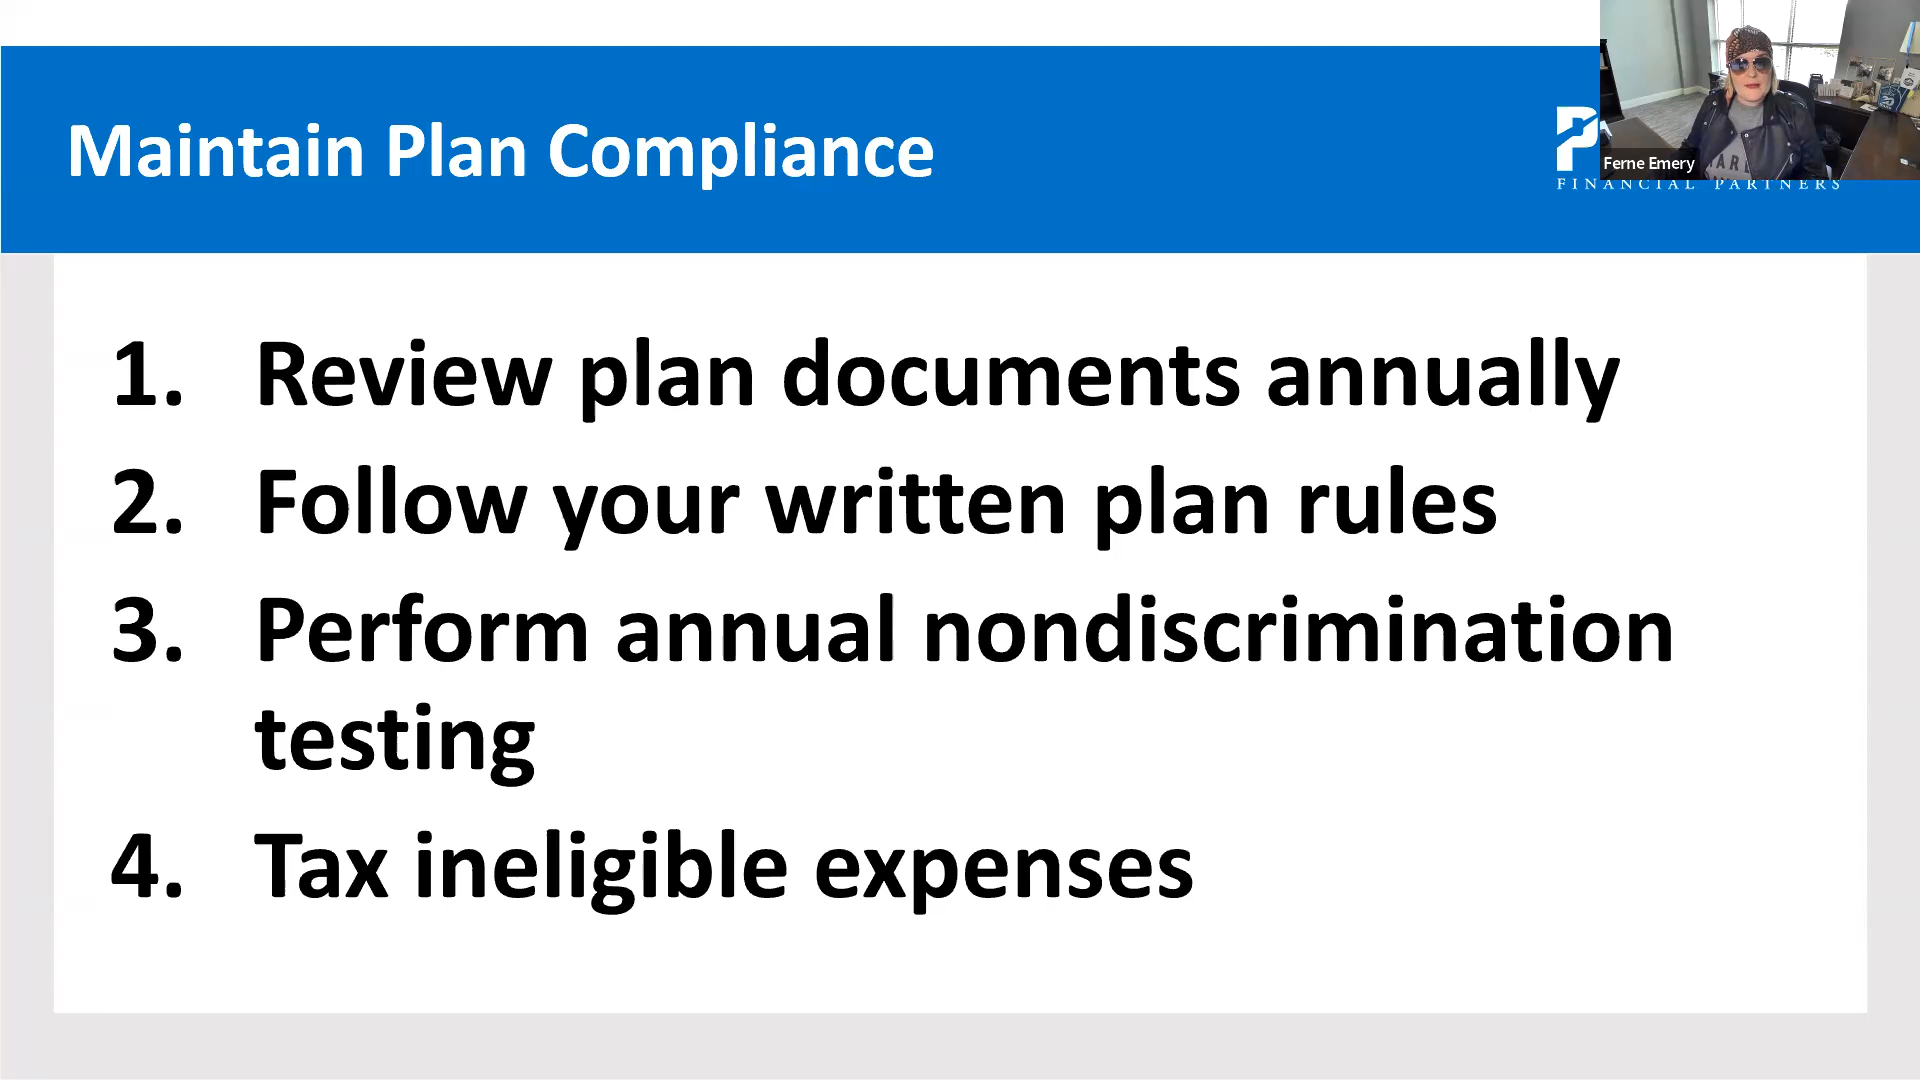 Maintain Plan Compliance
P
FINANCIAL PARTNERS
Ferne Emery
1. Review plan documents annually
2. Follow your written plan rules
3. Perform annual nondiscrimination
testing
4. Tax ineligible expenses